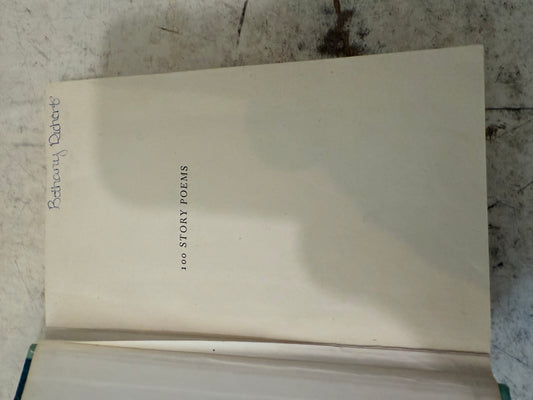 Bethany Richards
100 STORY POEMS